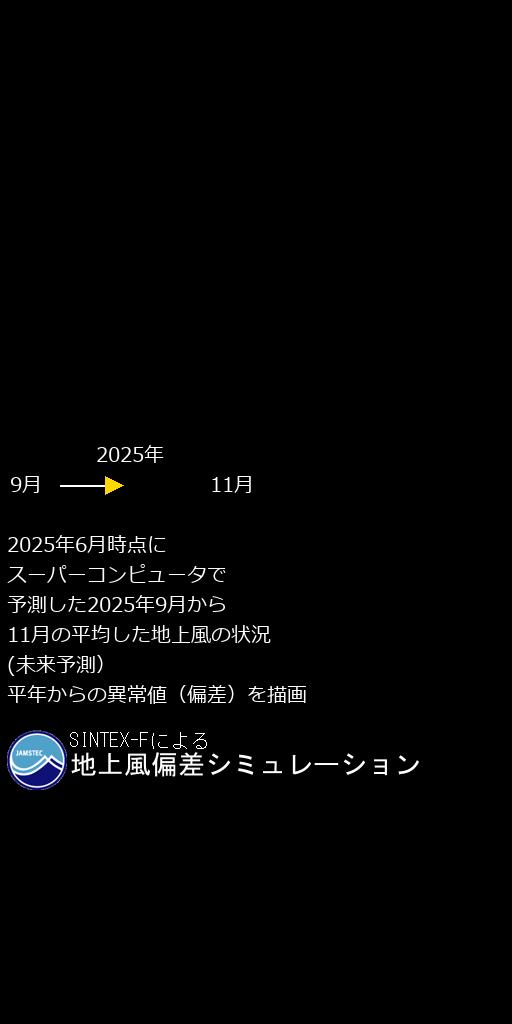 2025年
9月 11月
2025年6月時点に
スーパーコンピュータで
予測した2025年9月から
11月の平均した地上風の状況
(未来予測)
平年からの異常値（偏差）を描画
SINTEX-Fによる
JAMSTEC
地上風偏差シミュレーション